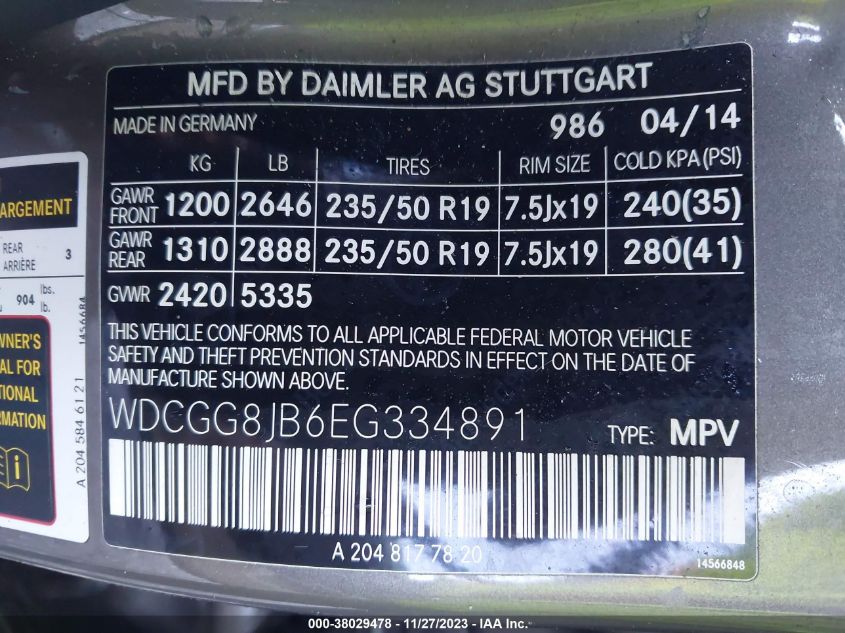 MFD BY DAIMLER AG STUTTGART
MADE IN GERMANY 986 04/14
KG LB TIRES RIM SIZE COLD KPA (PSI)
GAWR FRONT 1200 2646 235/50 R19 7.5Jx19 240(35)
GAWR REAR 1310 2888 235/50 R19 7.5Jx19 280(41)
GVWR 2420 5335
THIS VEHICLE CONFORMS TO ALL APPLICABLE FEDERAL MOTOR VEHICLE
SAFETY AND THEFT PREVENTION STANDARDS IN EFFECT ON THE DATE OF
MANUFACTURE SHOWN ABOVE.
WDCGG8JB6EG334891 TYPE: MPV
A 204 817 78 20
14566848
ARGEMENT
REAR 3
ARRIÈRE
904 lbs.
lb.
OWNER'S
AL FOR
TIONAL
RMATION
A 204 584 61 21
1456684
000-38029478 - 11/27/2023 - IAA Inc.